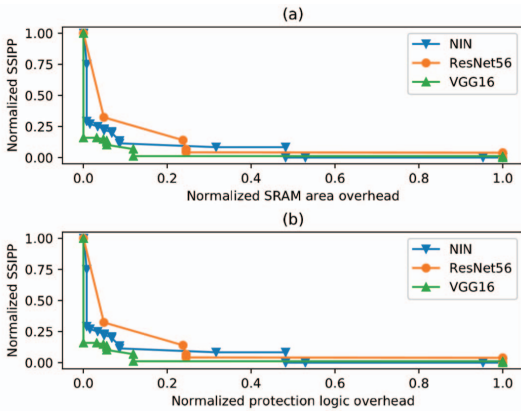 (a)
1.00
0.75
0.50
0.25
0.00
Normalized SSIPP
NIN
ResNet56
VGG16
0.0 0.2 0.4 0.6 0.8 1.0
Normalized SRAM area overhead
(b)
1.00
0.75
0.50
0.25
0.00
Normalized SSIPP
NIN
ResNet56
VGG16
0.0 0.2 0.4 0.6 0.8 1.0
Normalized protection logic overhead